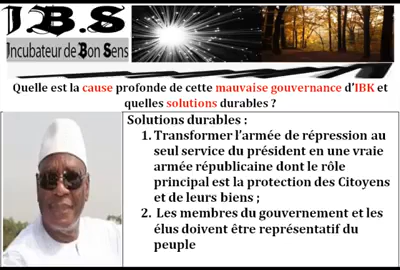 I.B.S
Incubateur de Bon Sens
Quelle est la cause profonde de cette mauvaise gouvernance d'IBK et
quelles solutions durables ?
Solutions durables :
1. Transformer l'armée de répression au
seul service du président en une vraie
armée républicaine dont le rôle
principal est la protection des Citoyens
et de leurs biens ;
2. Les membres du gouvernement et les
élus doivent être représentatif du
peuple